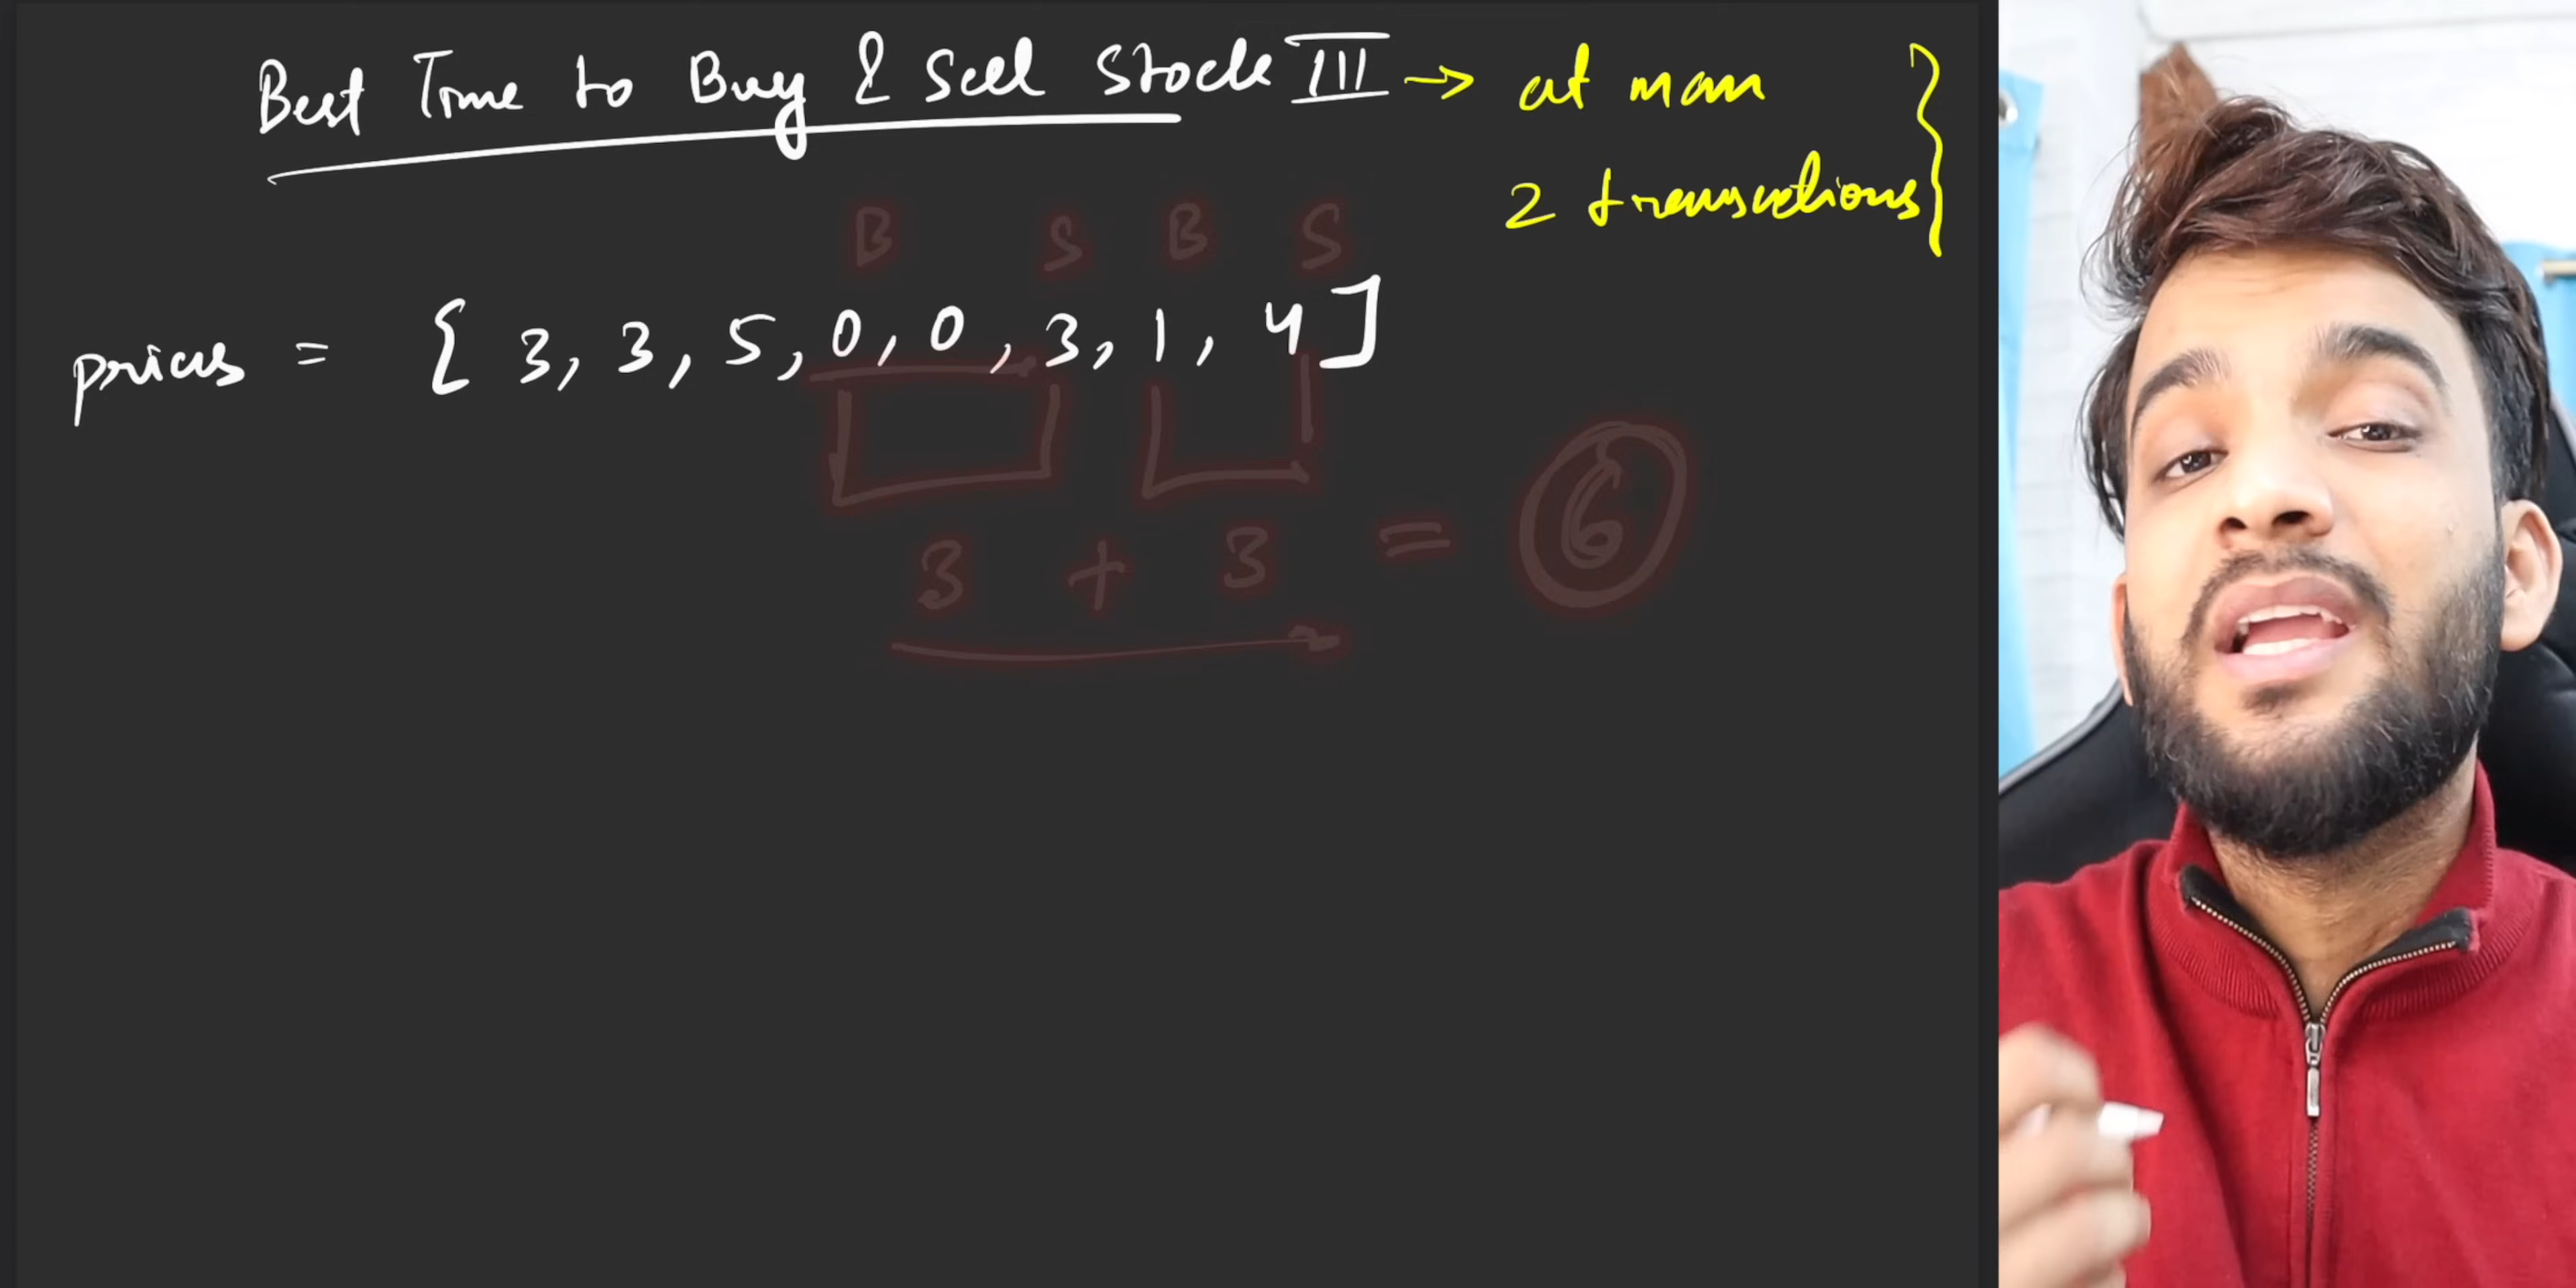 Best Time to Buy & Sell Stock III → at max
2 transactions
B S B S
prices = [ 3, 3, 5, 0, 0, 3, 1, 4 ]
3 + 3 = 6